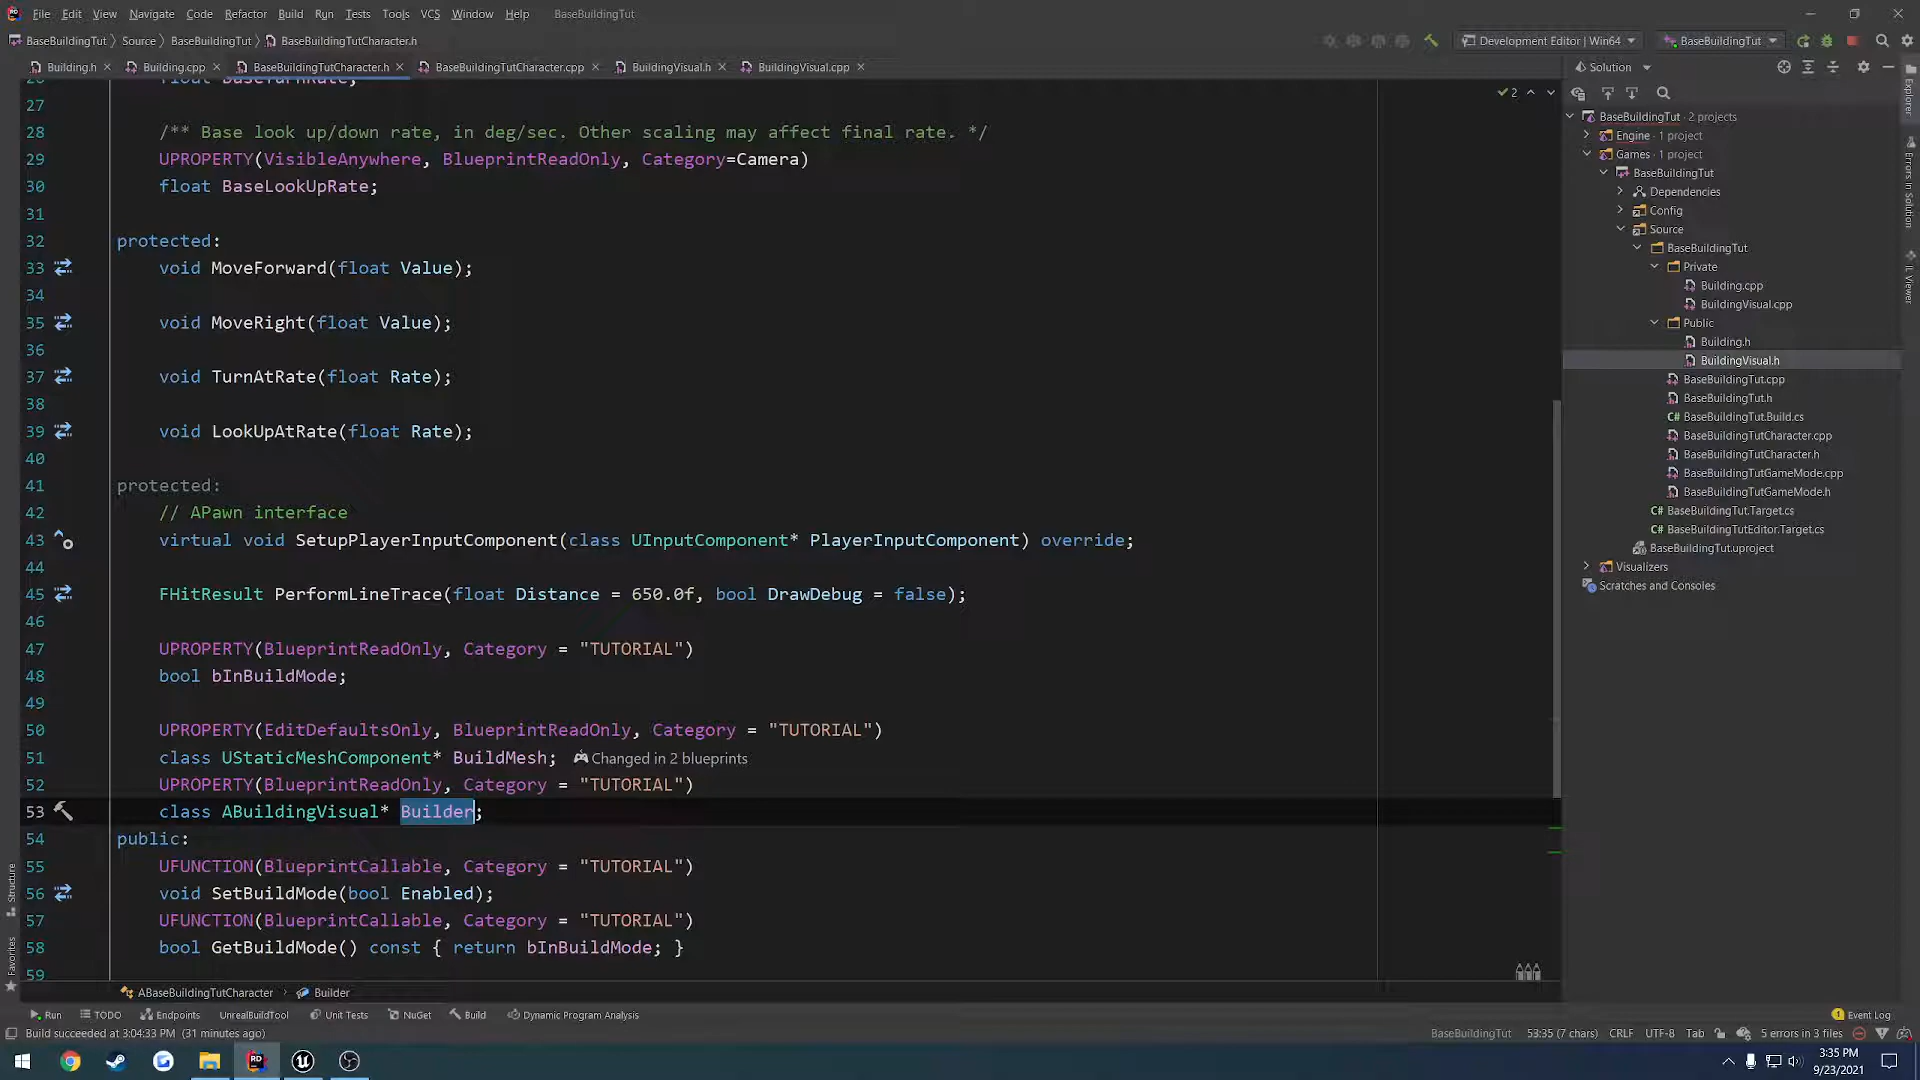 File Edit View Navigate Code Refactor Build Run Tests Tools VCS Window Help BaseBuildingTut
BaseBuildingTut Source BaseBuildingTut BaseBuildingTutCharacter.h Development Editor | Win64 BaseBuildingTut
Building.h Building.cpp BaseBuildingTutCharacter.h BaseBuildingTutCharacter.cpp BuildingVisual.h BuildingVisual.cpp Solution
26 float BaseTurnRate;
27
28 /** Base look up/down rate, in deg/sec. Other scaling may affect final rate. */
29 UPROPERTY(VisibleAnywhere, BlueprintReadOnly, Category=Camera)
30 float BaseLookUpRate;
31
32 protected:
33 void MoveForward(float Value);
34
35 void MoveRight(float Value);
36
37 void TurnAtRate(float Rate);
38
39 void LookUpAtRate(float Rate);
40
41 protected:
42 // APawn interface
43 virtual void SetupPlayerInputComponent(class UInputComponent* PlayerInputComponent) override;
44
45 FHitResult PerformLineTrace(float Distance = 650.0f, bool DrawDebug = false);
46
47 UPROPERTY(BlueprintReadOnly, Category = "TUTORIAL")
48 bool bInBuildMode;
49
50 UPROPERTY(EditDefaultsOnly, BlueprintReadOnly, Category = "TUTORIAL")
51 class UStaticMeshComponent* BuildMesh; Changed in 2 blueprints
52 UPROPERTY(BlueprintReadOnly, Category = "TUTORIAL")
53 class ABuildingVisual* Builder;
54 public:
55 UFUNCTION(BlueprintCallable, Category = "TUTORIAL")
56 void SetBuildMode(bool Enabled);
57 UFUNCTION(BlueprintCallable, Category = "TUTORIAL")
58 bool GetBuildMode() const { return bInBuildMode; }
59
2
BaseBuildingTut · 2 projects
Engine · 1 project
Games · 1 project
BaseBuildingTut
Dependencies
Config
Source
BaseBuildingTut
Private
Building.cpp
BuildingVisual.cpp
Public
Building.h
BuildingVisual.h
BaseBuildingTut.cpp
BaseBuildingTut.h
BaseBuildingTut.Build.cs
BaseBuildingTutCharacter.cpp
BaseBuildingTutCharacter.h
BaseBuildingTutGameMode.cpp
BaseBuildingTutGameMode.h
BaseBuildingTut.Target.cs
BaseBuildingTutEditor.Target.cs
BaseBuildingTut.uproject
Visualizers
Scratches and Consoles
Explorer
Errors in Solution
IL Viewer
Structure
Favorites
ABaseBuildingTutCharacter Builder
Run TODO Endpoints UnrealBuildTool Unit Tests NuGet Build Dynamic Program Analysis 1 Event Log
Build succeeded at 3:04:33 PM (31 minutes ago) BaseBuildingTut 53:35 (7 chars) CRLF UTF-8 Tab 5 errors in 3 files
3:35 PM
9/23/2021